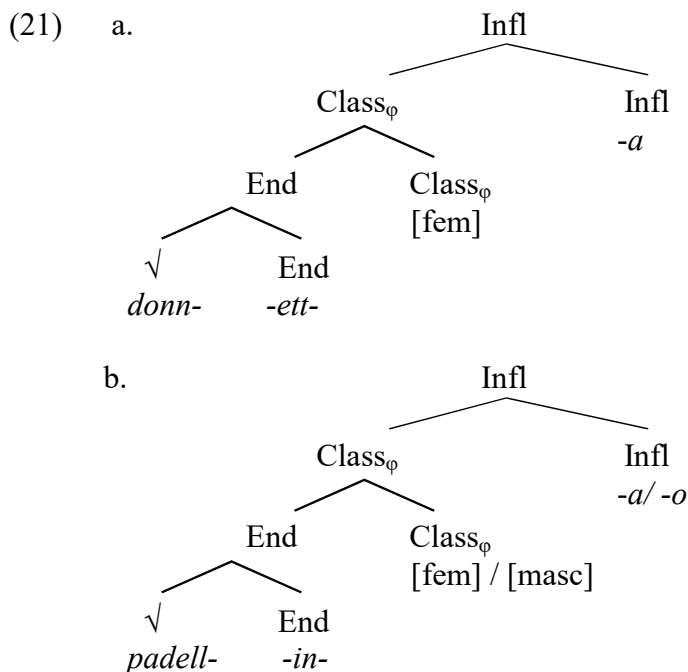 (21) a. Infl
Classφ Infl
-a
End Classφ
[fem]
√ End
donn- -ett-
b. Infl
Classφ Infl
-a/ -o
End Classφ
[fem] / [masc]
√ End
padell- -in-